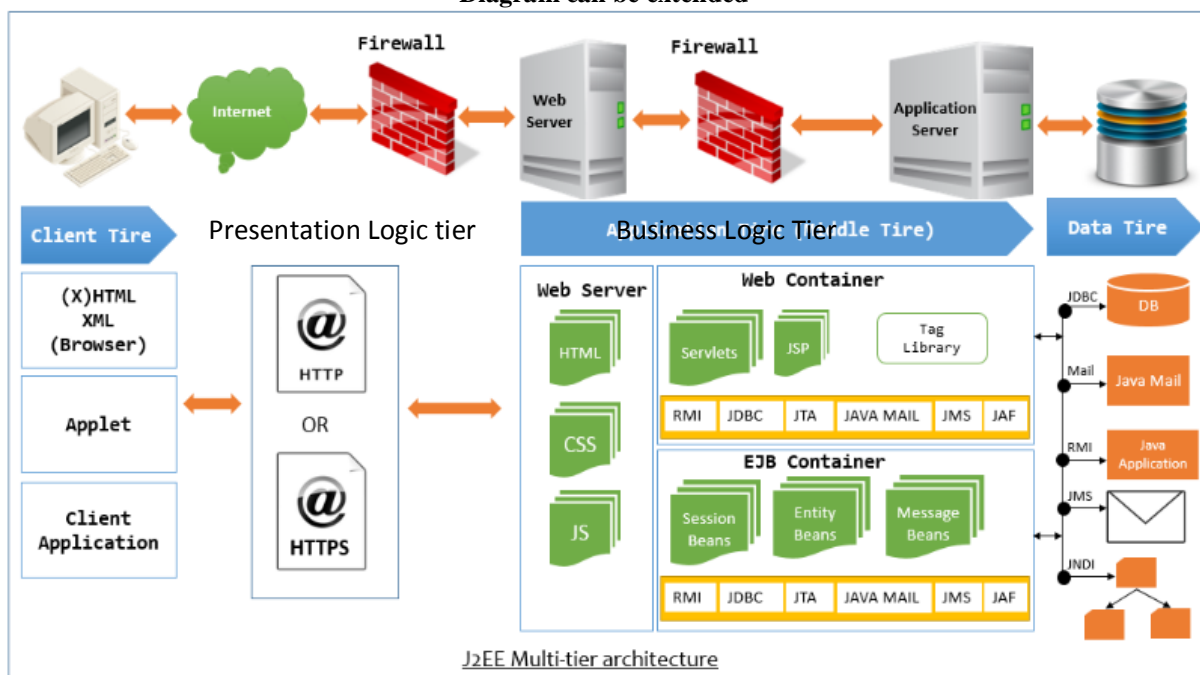 Diagram can be extended
Firewall
Firewall
Internet
Web
Server
Application
Server
Client Tire
Presentation Logic tier
Business Logic Tier
Middle Tire)
Data Tire
(X)HTML
XML
(Browser)
Applet
Client
Application
@
HTTP
OR
@
HTTPS
Web Server
HTML
CSS
JS
Web Container
Servlets
JSP
Tag
Library
RMI JDBC JTA JAVA MAIL JMS JAF
EJB Container
Session
Beans
Entity
Beans
Message
Beans
RMI JDBC JTA JAVA MAIL JMS JAF
JDBC
DB
Mail
Java Mail
RMI
Java
Application
JMS
JNDI
J2EE Multi-tier architecture